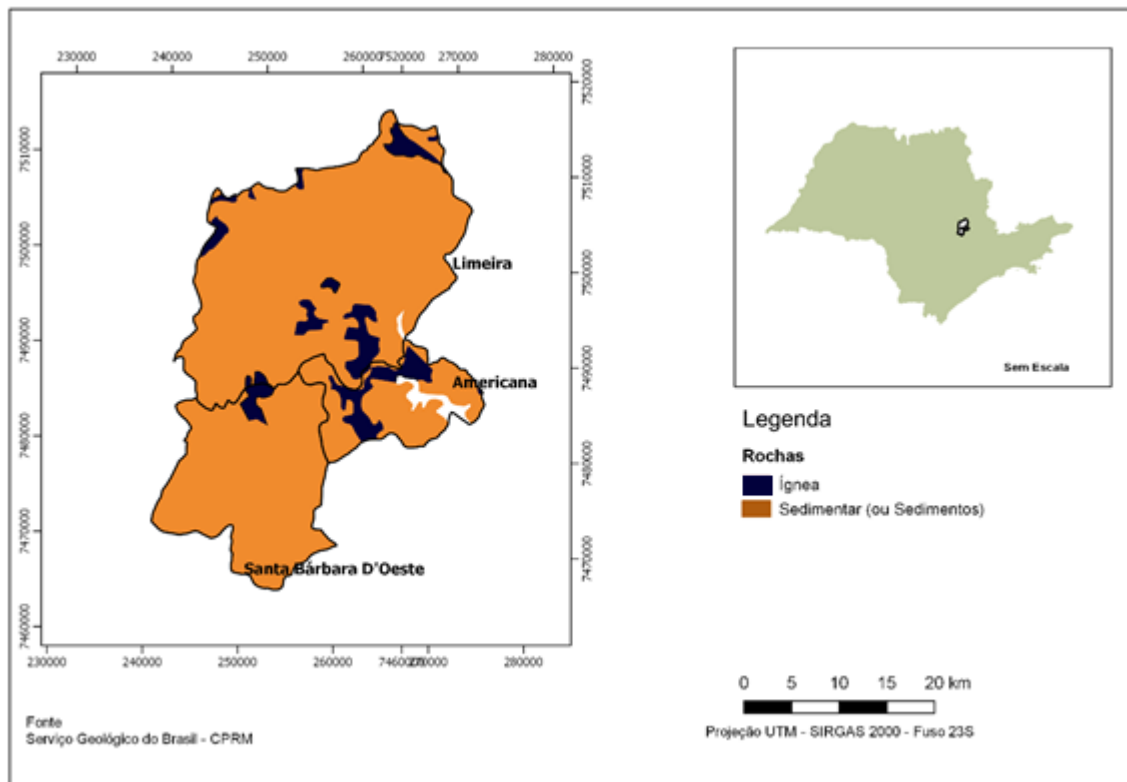 230000 240000 250000 260000 7520000 270000 280000
7520000
7510000
7510000
7500000
7500000
7490000
7490000
7480000
7480000
7470000
7470000
7460000
Limeira
Americana
Santa Bárbara D'Oeste
230000 240000 250000 260000 7460000 270000 280000
Fonte
Serviço Geológico do Brasil - CPRM
Sem Escala
Legenda
Rochas
Ígnea
Sedimentar (ou Sedimentos)
0 5 10 15 20 km
Projeção UTM - SIRGAS 2000 - Fuso 23S